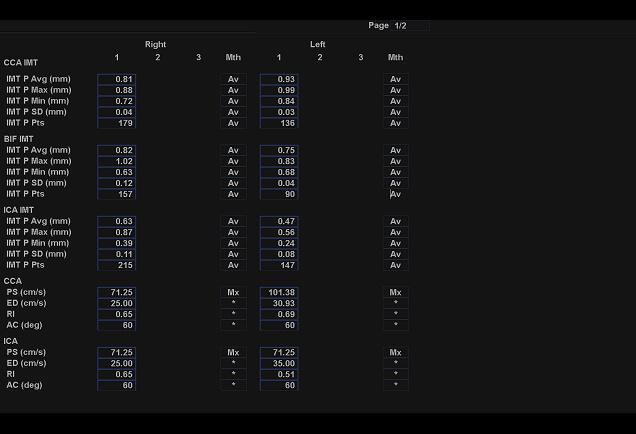 Page 1/2
Right Left
1 2 3 Mth 1 2 3 Mth
CCA IMT
IMT P Avg (mm) 0.81 Av 0.93 Av
IMT P Max (mm) 0.88 Av 0.99 Av
IMT P Min (mm) 0.72 Av 0.84 Av
IMT P SD (mm) 0.04 Av 0.03 Av
IMT P Pts 179 Av 136 Av
BIF IMT
IMT P Avg (mm) 0.82 Av 0.75 Av
IMT P Max (mm) 1.02 Av 0.83 Av
IMT P Min (mm) 0.63 Av 0.68 Av
IMT P SD (mm) 0.12 Av 0.04 Av
IMT P Pts 157 Av 90 Av
ICA IMT
IMT P Avg (mm) 0.63 Av 0.47 Av
IMT P Max (mm) 0.87 Av 0.56 Av
IMT P Min (mm) 0.39 Av 0.24 Av
IMT P SD (mm) 0.11 Av 0.08 Av
IMT P Pts 215 Av 147 Av
CCA
PS (cm/s) 71.25 Mx 101.38 Mx
ED (cm/s) 25.00 * 30.93 *
RI 0.65 * 0.69 *
AC (deg) 60 * 60 *
ICA
PS (cm/s) 71.25 Mx 71.25 Mx
ED (cm/s) 25.00 * 35.00 *
RI 0.65 * 0.51 *
AC (deg) 60 * 60 *